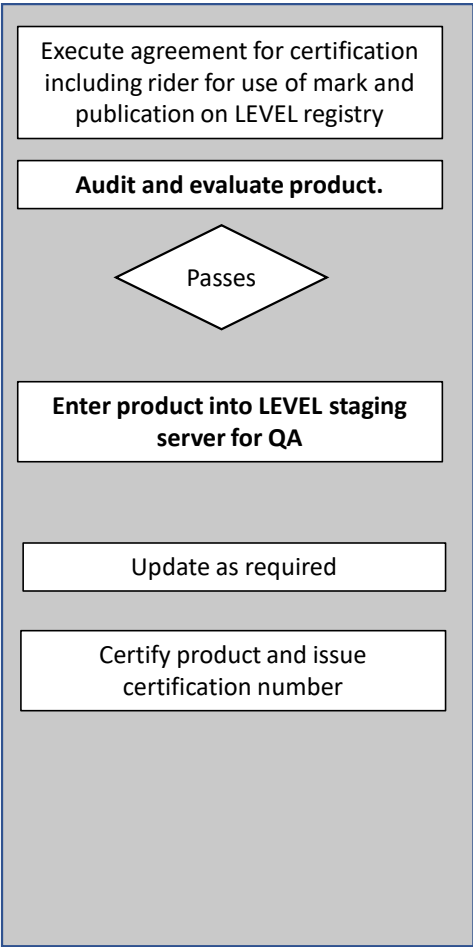 Execute agreement for certification
including rider for use of mark and
publication on LEVEL registry
Audit and evaluate product.
Passes
Enter product into LEVEL staging
server for QA
Update as required
Certify product and issue
certification number